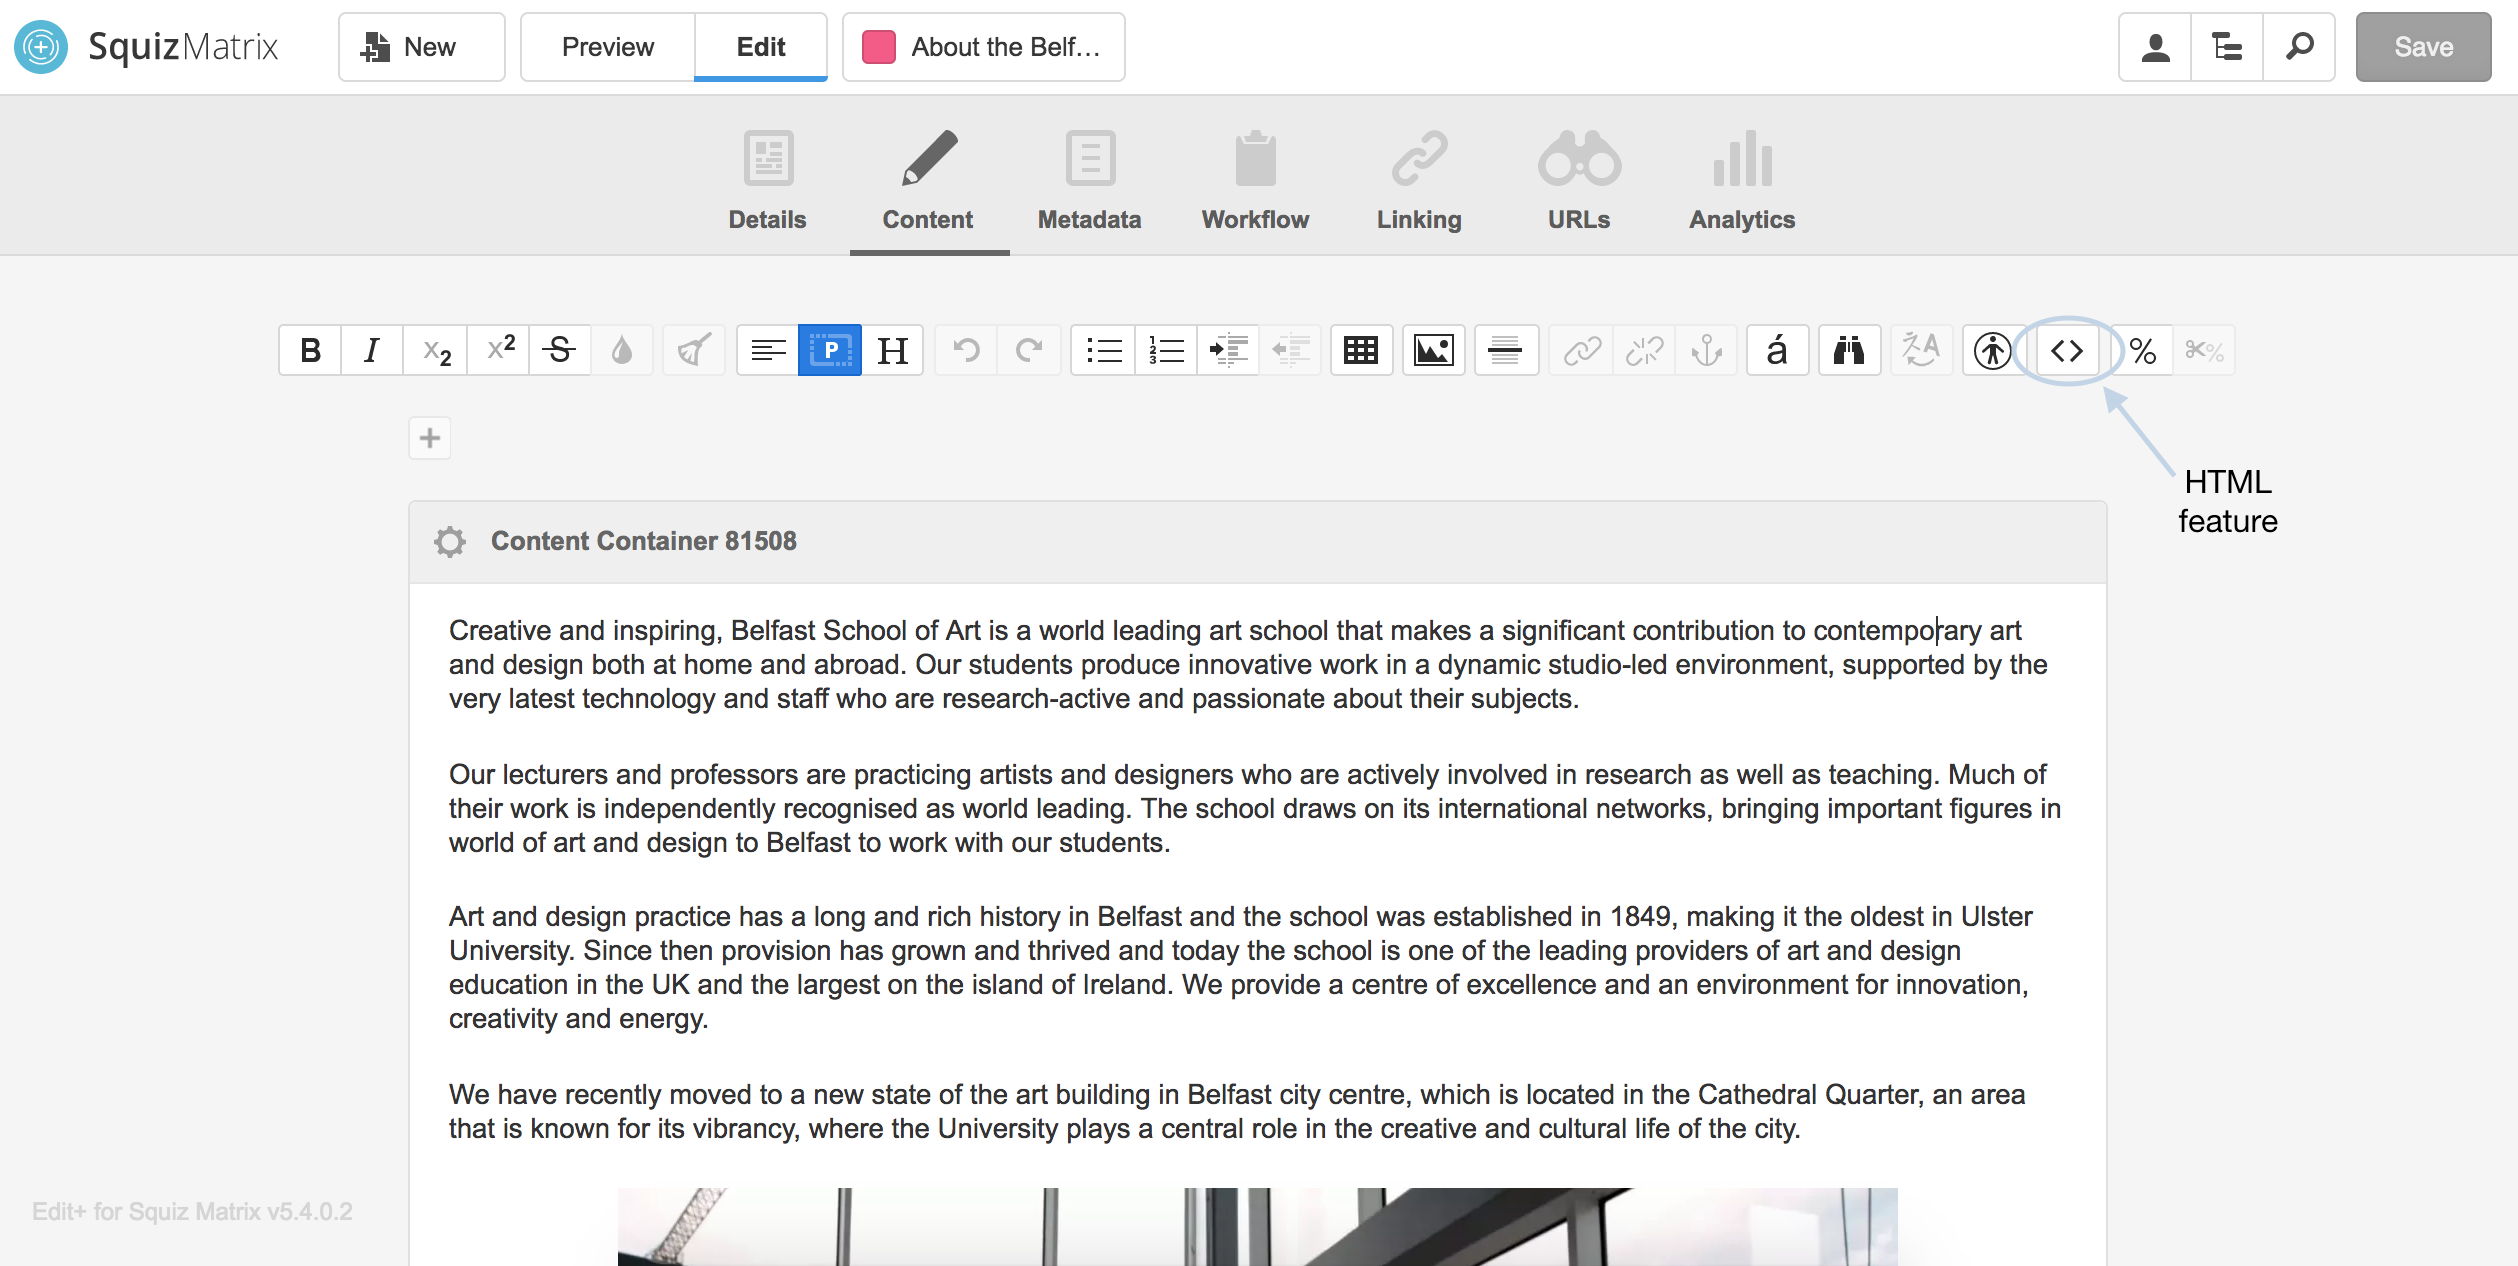 SquizMatrix New Preview Edit About the Belf... Save
Details Content Metadata Workflow Linking URLs Analytics
B I x2 x2 S P H á %  %
HTML
feature
Content Container 81508
Creative and inspiring, Belfast School of Art is a world leading art school that makes a significant contribution to contemporary art
and design both at home and abroad. Our students produce innovative work in a dynamic studio-led environment, supported by the
very latest technology and staff who are research-active and passionate about their subjects.
Our lecturers and professors are practicing artists and designers who are actively involved in research as well as teaching. Much of
their work is independently recognised as world leading. The school draws on its international networks, bringing important figures in
world of art and design to Belfast to work with our students.
Art and design practice has a long and rich history in Belfast and the school was established in 1849, making it the oldest in Ulster
University. Since then provision has grown and thrived and today the school is one of the leading providers of art and design
education in the UK and the largest on the island of Ireland. We provide a centre of excellence and an environment for innovation,
creativity and energy.
We have recently moved to a new state of the art building in Belfast city centre, which is located in the Cathedral Quarter, an area
that is known for its vibrancy, where the University plays a central role in the creative and cultural life of the city.
Edit+ for Squiz Matrix v5.4.0.2